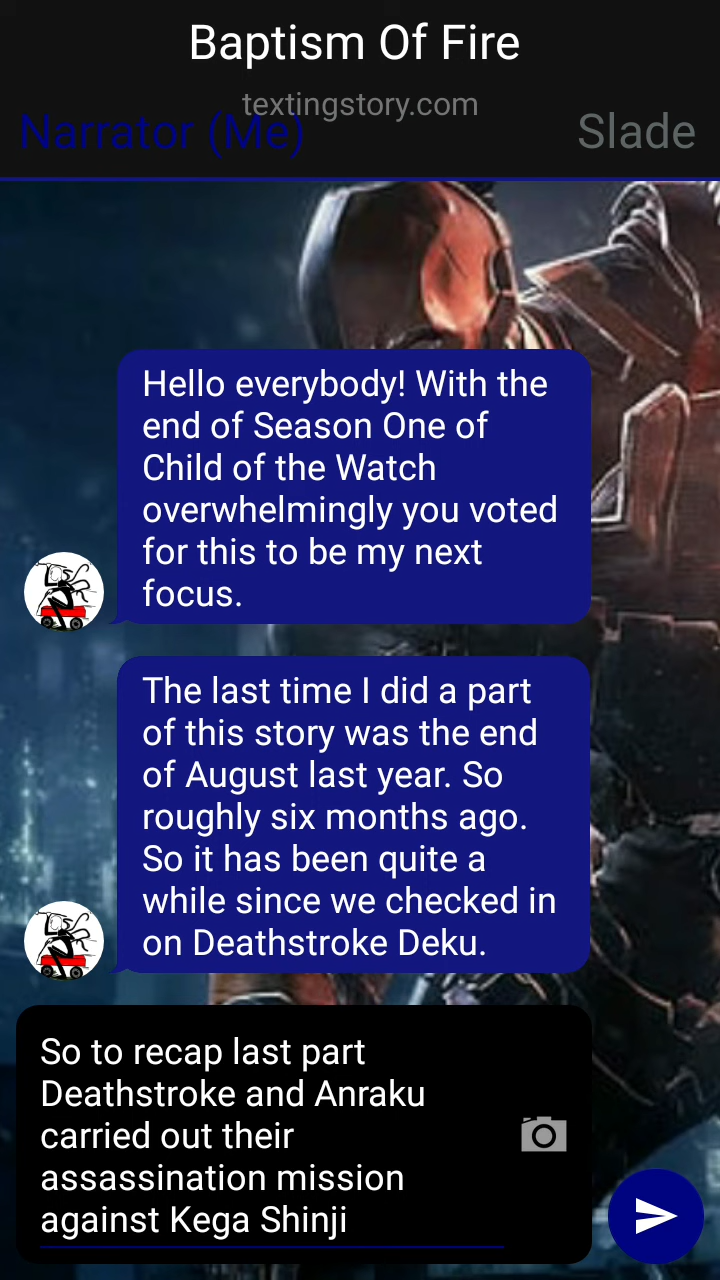 Baptism Of Fire
textingstory.com
Narrator (Me)
Slade
Hello everybody! With the
end of Season One of
Child of the Watch
overwhelmingly you voted
for this to be my next
focus.
The last time I did a part
of this story was the end
of August last year. So
roughly six months ago.
So it has been quite a
while since we checked in
on Deathstroke Deku.
So to recap last part
Deathstroke and Anraku
carried out their
assassination mission
against Kega Shinji